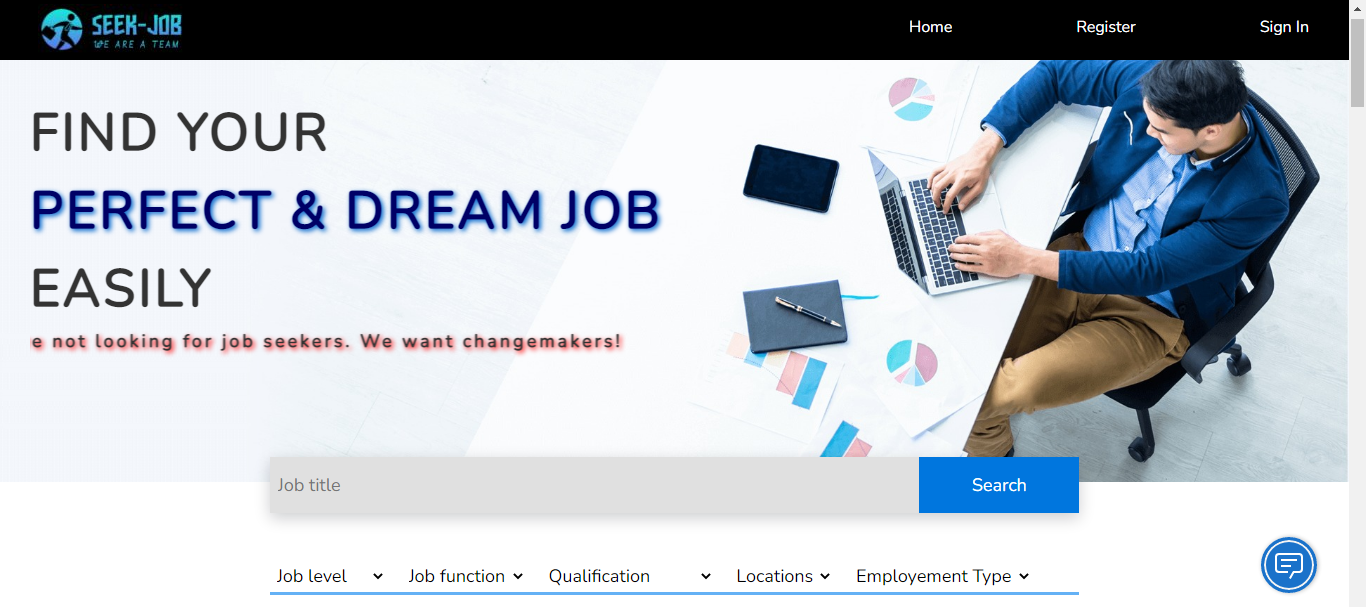 SEEK-JOB
WE ARE A TEAM
Home
Register
Sign In
FIND YOUR
PERFECT & DREAM JOB
EASILY
e not looking for job seekers. We want changemakers!
Job title
Search
Job level
Job function
Qualification
Locations
Employement Type